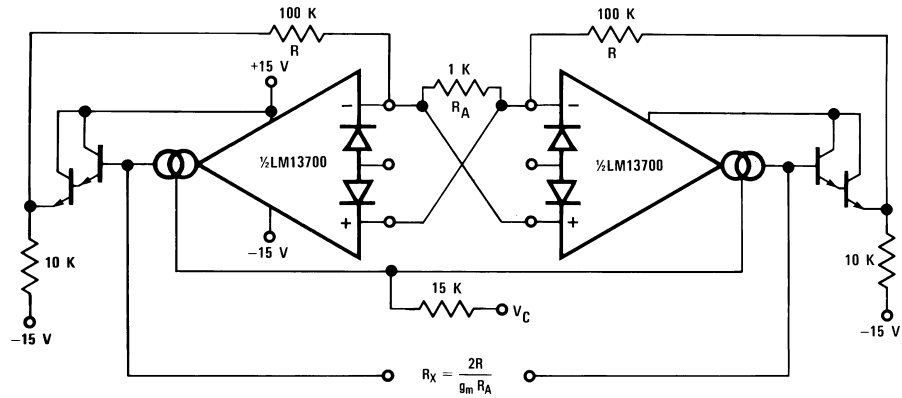 100 K
R
100 K
R
+15 V
1 K
R_A
−
−
½LM13700
½LM13700
+
+
−15 V
10 K
10 K
15 K
V_C
−15 V
−15 V
R_X = 2R / g_m R_A